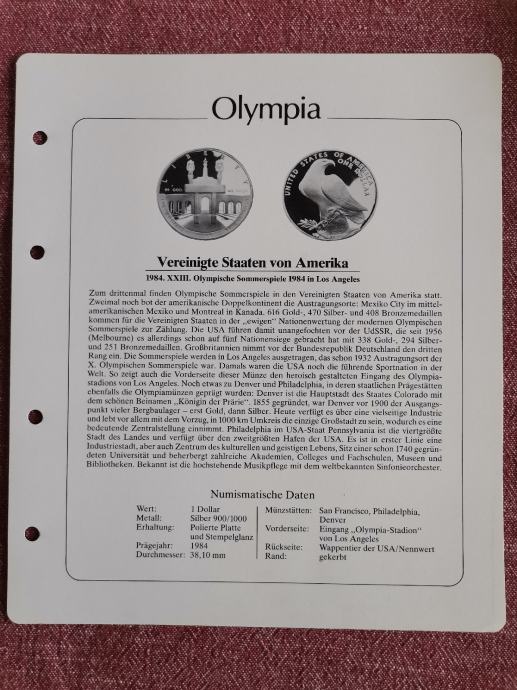 Olympia
LIBERTY
UNITED STATES OF AMERICA
ONE DOLLAR
Vereinigte Staaten von Amerika
1984. XXIII. Olympische Sommerspiele 1984 in Los Angeles
Zum drittenmal finden Olympische Sommerspiele in den Vereinigten Staaten von Amerika statt.
Zweimal noch bot der amerikanische Doppelkontinent die Austragungsorte: Mexiko City im mittel-
amerikanischen Mexiko und Montreal in Kanada. 616 Gold-, 470 Silber- und 408 Bronzemedaillen
kommen für die Vereinigten Staaten in der „ewigen" Nationenwertung der modernen Olympischen
Sommerspiele zur Zählung. Die USA führen damit unangefochten vor der UdSSR, die seit 1956
(Melbourne) es allerdings schon auf fünf Nationensiege gebracht hat mit 338 Gold-, 294 Silber-
und 251 Bronzemedaillen. Großbritannien nimmt vor der Bundesrepublik Deutschland den dritten
Rang ein. Die Sommerspiele werden in Los Angeles ausgetragen, das schon 1932 Austragungsort der
X. Olympischen Sommerspiele war. Damals waren die USA noch die führende Sportnation in der
Welt. So zeigt auch die Vorderseite dieser Münze den heroisch gestalteten Eingang des Olympia-
stadions von Los Angeles. Noch etwas zu Denver und Philadelphia, in deren staatlichen Prägestätten
ebenfalls die Olympiamünzen geprägt wurden: Denver ist die Hauptstadt des Staates Colorado mit
dem schönen Beinamen „Königin der Prärie". 1855 gegründet, war Denver vor 1900 der Ausgangs-
punkt vieler Bergbaulager – erst Gold, dann Silber. Heute verfügt es über eine vielseitige Industrie
und lebt vor allem mit dem Vorzug, in 1000 km Umkreis die einzige Großstadt zu sein, wodurch es eine
bedeutende Zentralstellung einnimmt. Philadelphia im USA-Staat Pennsylvania ist die viertgrößte
Stadt des Landes und verfügt über den zweitgrößten Hafen der USA. Es ist in erster Linie eine
Industriestadt, aber auch Zentrum des kulturellen und geistigen Lebens, Sitz einer schon 1740 gegrün-
deten Universität und beherbergt zahlreiche Akademien, Colleges und Fachschulen, Museen und
Bibliotheken. Bekannt ist die hochstehende Musikpflege mit dem weltbekannten Sinfonieorchester.
Numismatische Daten
Wert: 1 Dollar
Metall: Silber 900/1000
Erhaltung: Polierte Platte
und Stempelglanz
Prägejahr: 1984
Durchmesser: 38,10 mm
Münzstätten: San Francisco, Philadelphia,
Denver
Vorderseite: Eingang „Olympia-Stadion"
von Los Angeles
Rückseite: Wappentier der USA/Nennwert
Rand: gekerbt